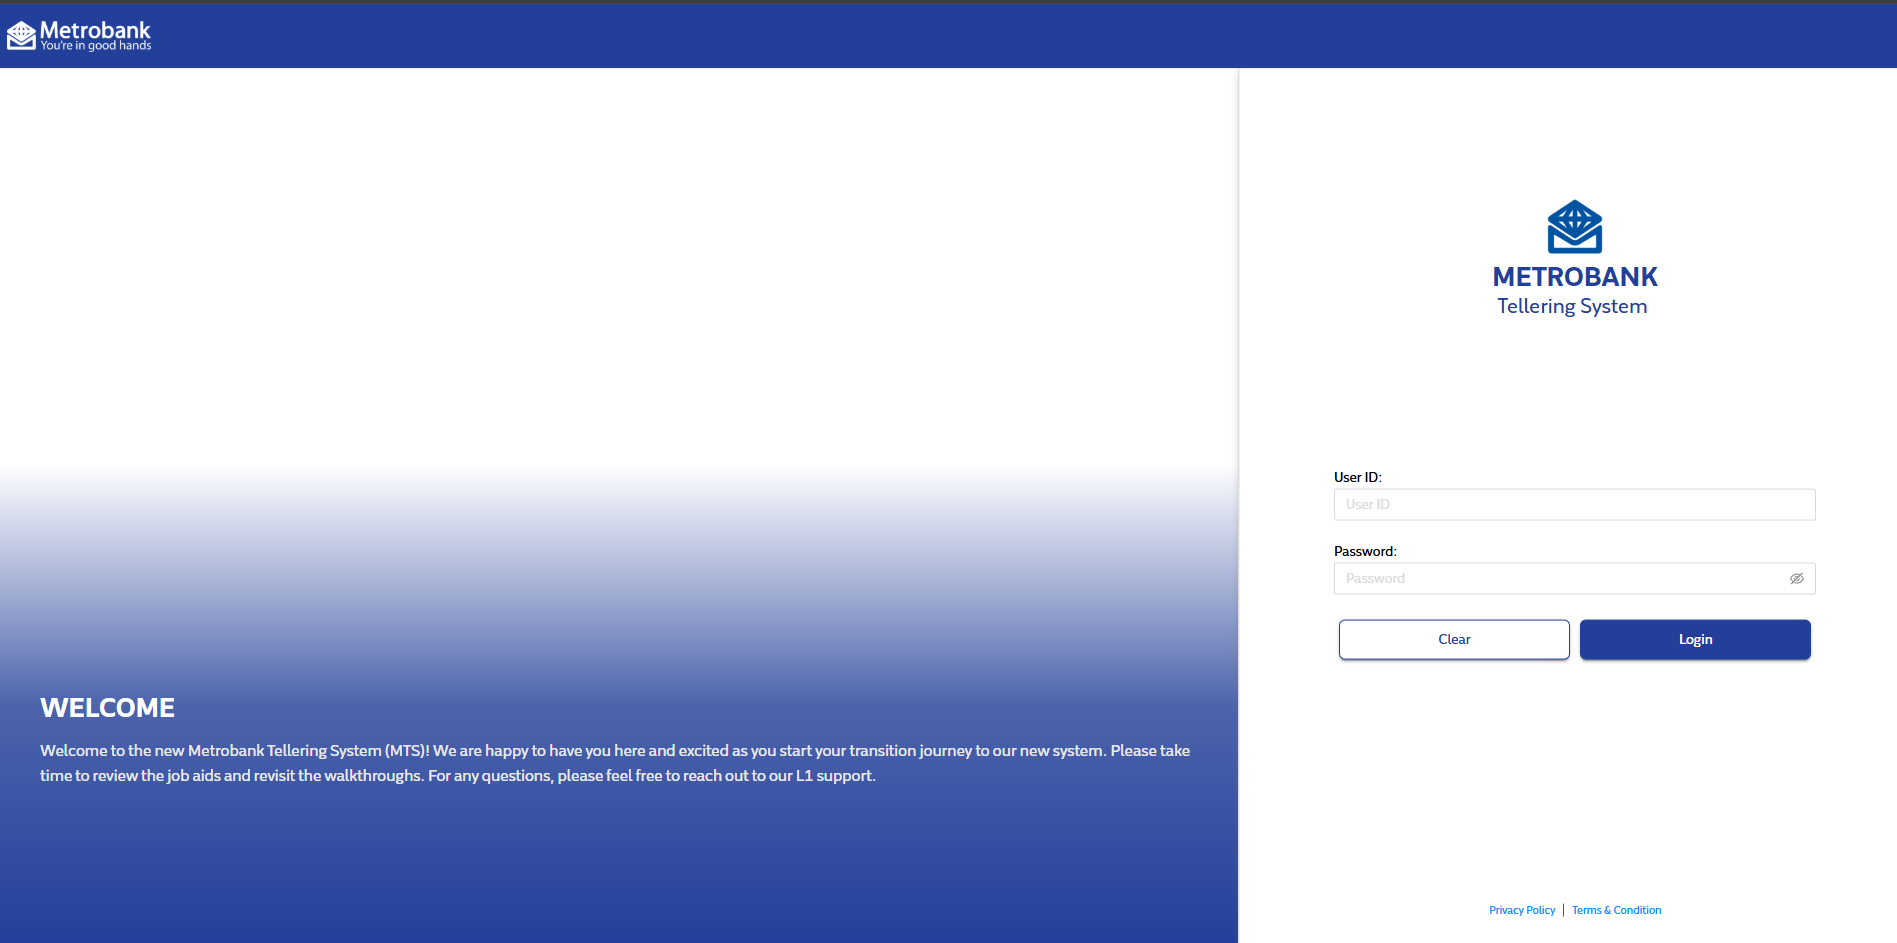 Metrobank
You're in good hands
METROBANK
Tellering System
User ID:
User ID
Password:
Password
Clear
Login
WELCOME
Welcome to the new Metrobank Tellering System (MTS)! We are happy to have you here and excited as you start your transition journey to our new system. Please take
time to review the job aids and revisit the walkthroughs. For any questions, please feel free to reach out to our L1 support.
Privacy Policy | Terms & Condition